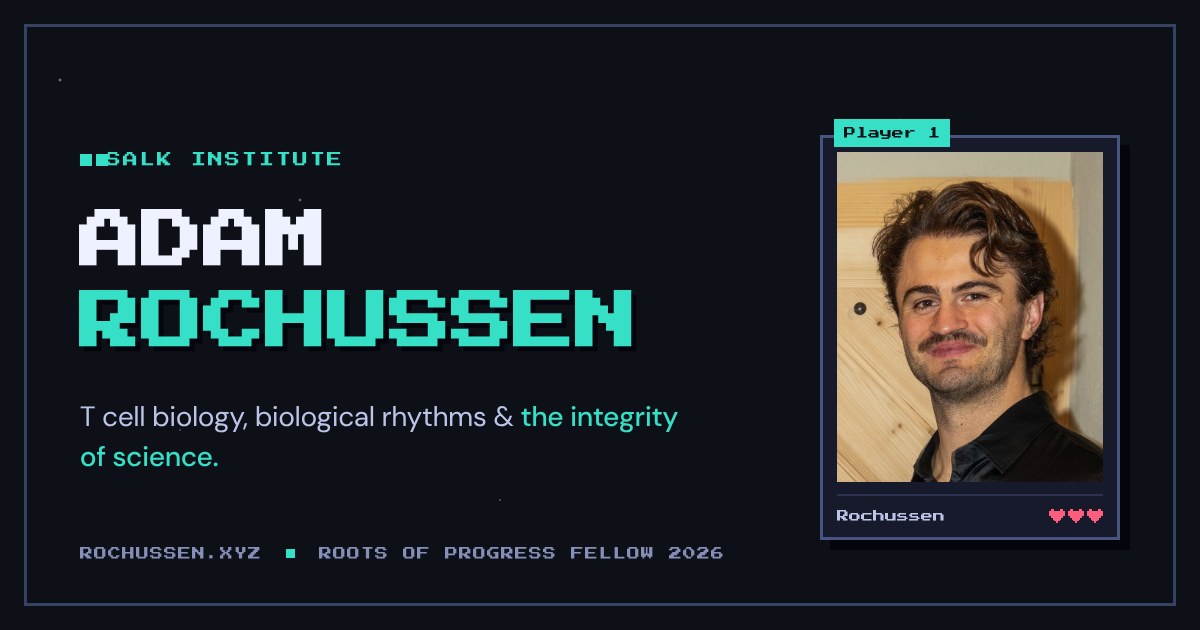 SALK INSTITUTE
ADAM
ROCHUSSEN
T cell biology, biological rhythms & the integrity
of science.
ROCHUSSEN.XYZ ROOTS OF PROGRESS FELLOW 2026
Player 1
Rochussen